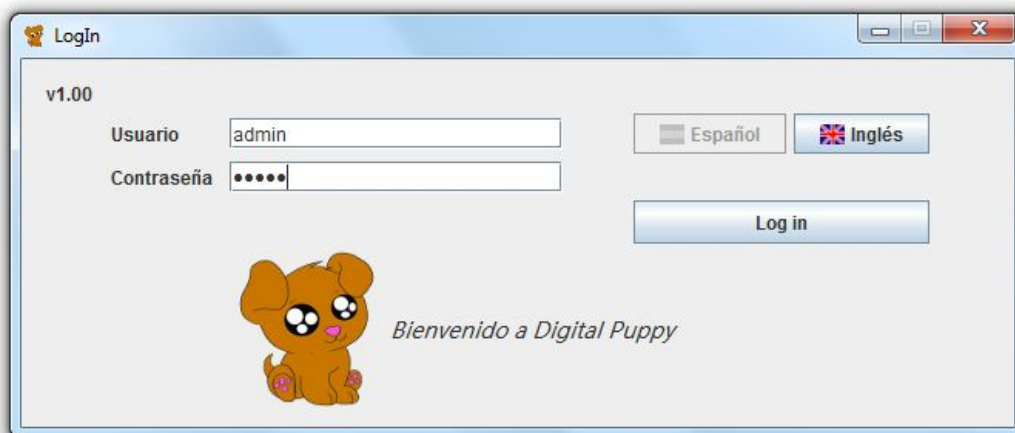 LogIn
v1.00
Usuario admin Español Inglés
Contraseña •••••
Log in
Bienvenido a Digital Puppy